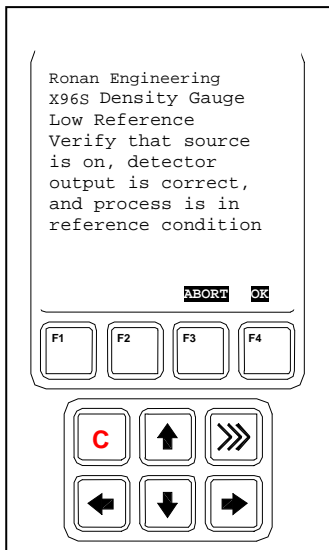 Ronan Engineering
X96S Density Gauge
Low Reference
Verify that source
is on, detector
output is correct,
and process is in
reference condition
ABORT OK
F1 F2 F3 F4
C